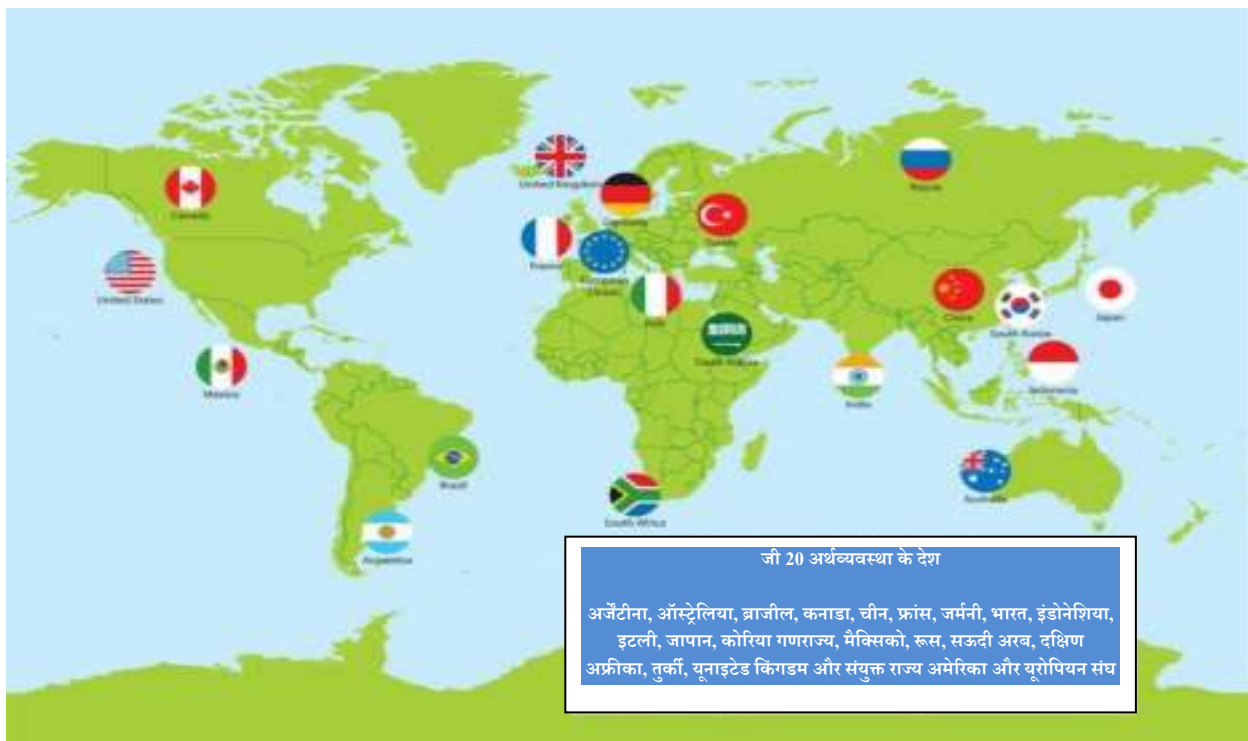 United Kingdom
Russia
Canada
Germany
Turkey
France
European
Union
United States
Italy
China
Japan
South Korea
Saudi Arabia
Mexico
India
Indonesia
Brazil
Australia
South Africa
Argentina
जी 20 अर्थव्यवस्था के देश
अर्जेंटीना, ऑस्ट्रेलिया, ब्राजील, कनाडा, चीन, फ्रांस, जर्मनी, भारत, इंडोनेशिया,
इटली, जापान, कोरिया गणराज्य, मैक्सिको, रूस, सऊदी अरब, दक्षिण
अफ्रीका, तुर्की, यूनाइटेड किंगडम और संयुक्त राज्य अमेरिका और यूरोपियन संघ